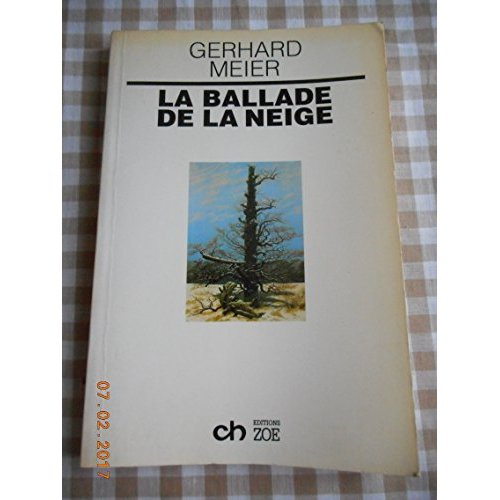 GERHARD
MEIER
LA BALLADE
DE LA NEIGE
ch
EDITIONS
ZOE
07.02.2017